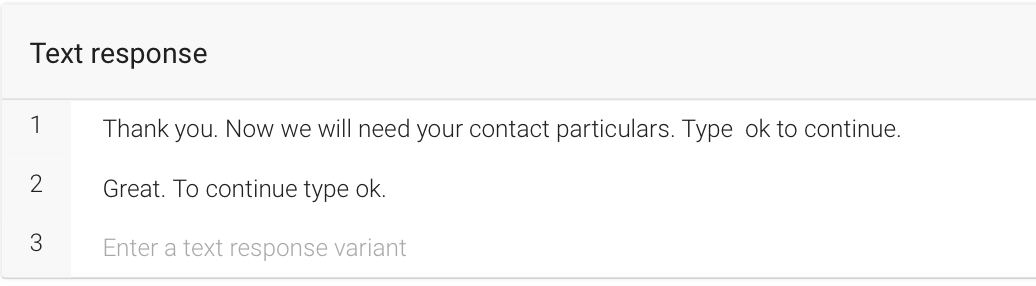 Text response
1 Thank you. Now we will need your contact particulars. Type  ok to continue.
2 Great. To continue type ok.
3 Enter a text response variant